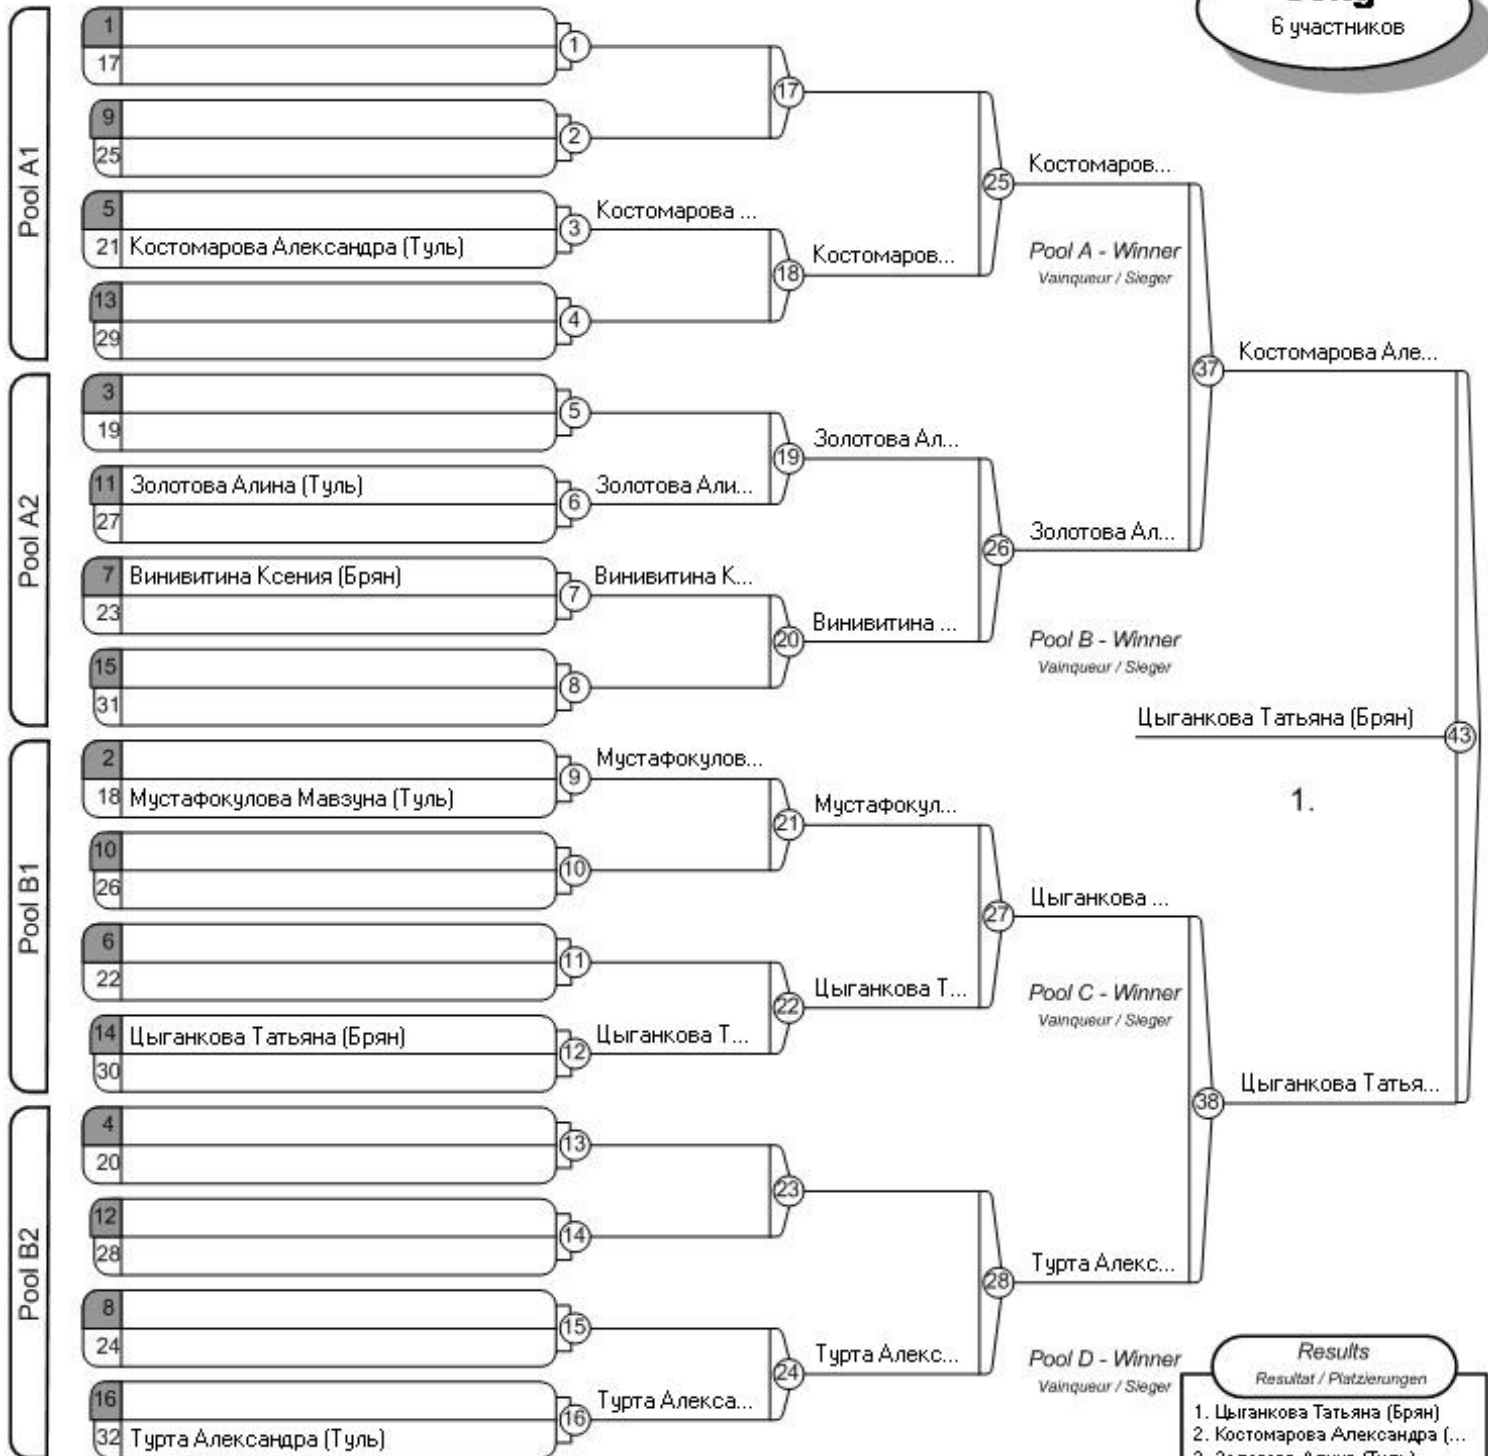 6 участников
Pool A1
1
17
1
9
25
2
17
5
21 Костомарова Александра (Туль)
3
Костомарова ...
13
29
4
18
Костомаров...
25
Костомаров...
Pool A - Winner
Vainqueur / Sieger
Pool A2
3
19
5
11 Золотова Алина (Туль)
27
6
Золотова Али...
19
Золотова Ал...
7 Винивитина Ксения (Брян)
23
7
Винивитина К...
15
31
8
20
Винивитина ...
26
Золотова Ал...
Pool B - Winner
Vainqueur / Sieger
37
Костомарова Але...
Pool B1
2
18 Мустафокулова Мавзуна (Туль)
9
Мустафокулов...
10
26
10
21
Мустафокул...
6
22
11
14 Цыганкова Татьяна (Брян)
30
12
Цыганкова Т...
22
Цыганкова Т...
27
Цыганкова ...
Pool C - Winner
Vainqueur / Sieger
Pool B2
4
20
13
12
28
14
23
8
24
15
16
32 Турта Александра (Туль)
16
Турта Алекса...
24
Турта Алекс...
28
Турта Алекс...
Pool D - Winner
Vainqueur / Sieger
38
Цыганкова Татья...
43
Цыганкова Татьяна (Брян)
1.
Results
Resultat / Platzierungen
1. Цыганкова Татьяна (Брян)
2. Костомарова Александра (...